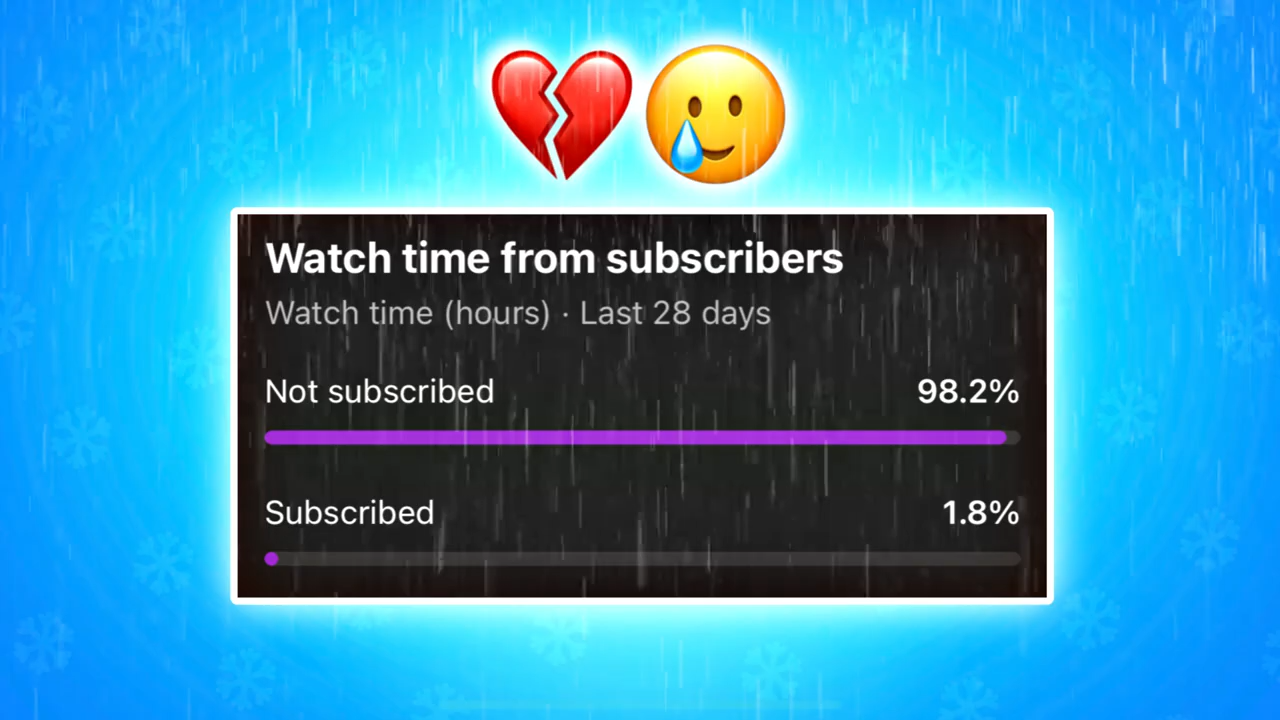 Watch time from subscribers
Watch time (hours) · Last 28 days
Not subscribed 98.2%
Subscribed 1.8%